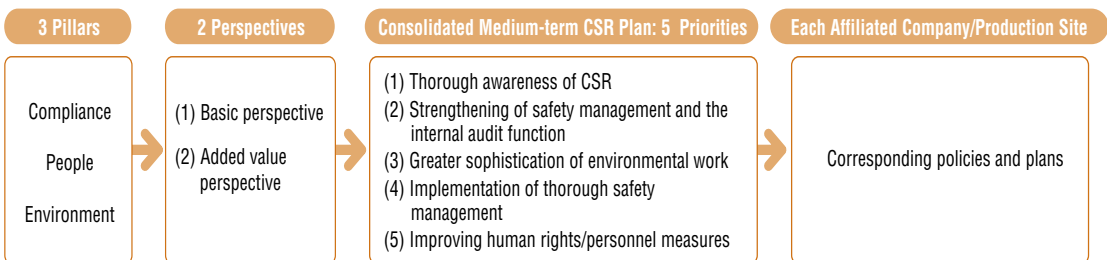 3 Pillars
2 Perspectives
Consolidated Medium-term CSR Plan: 5 Priorities
Each Affiliated Company/Production Site
Compliance
People
Environment
(1) Basic perspective
(2) Added value
perspective
(1) Thorough awareness of CSR
(2) Strengthening of safety management and the
internal audit function
(3) Greater sophistication of environmental work
(4) Implementation of thorough safety
management
(5) Improving human rights/personnel measures
Corresponding policies and plans